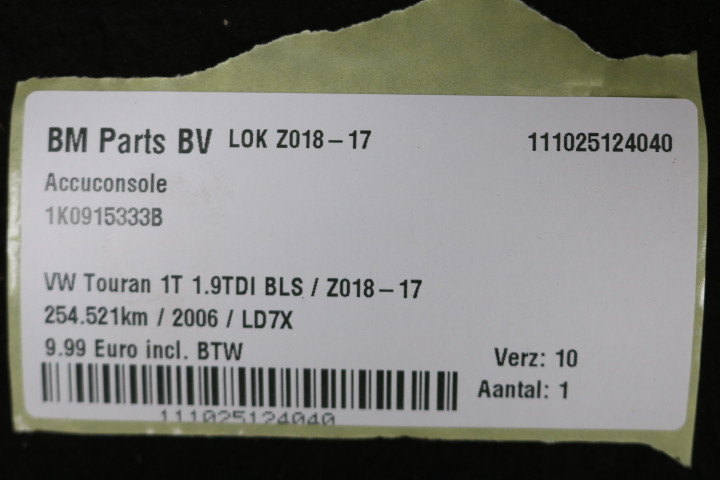 BM Parts BV LOK Z018-17 111025124040
Accuconsole
1K0915333B
VW Touran 1T 1.9TDI BLS / Z018-17
254.521km / 2006 / LD7X
9.99 Euro incl. BTW
Verz: 10
Aantal: 1
111025124040